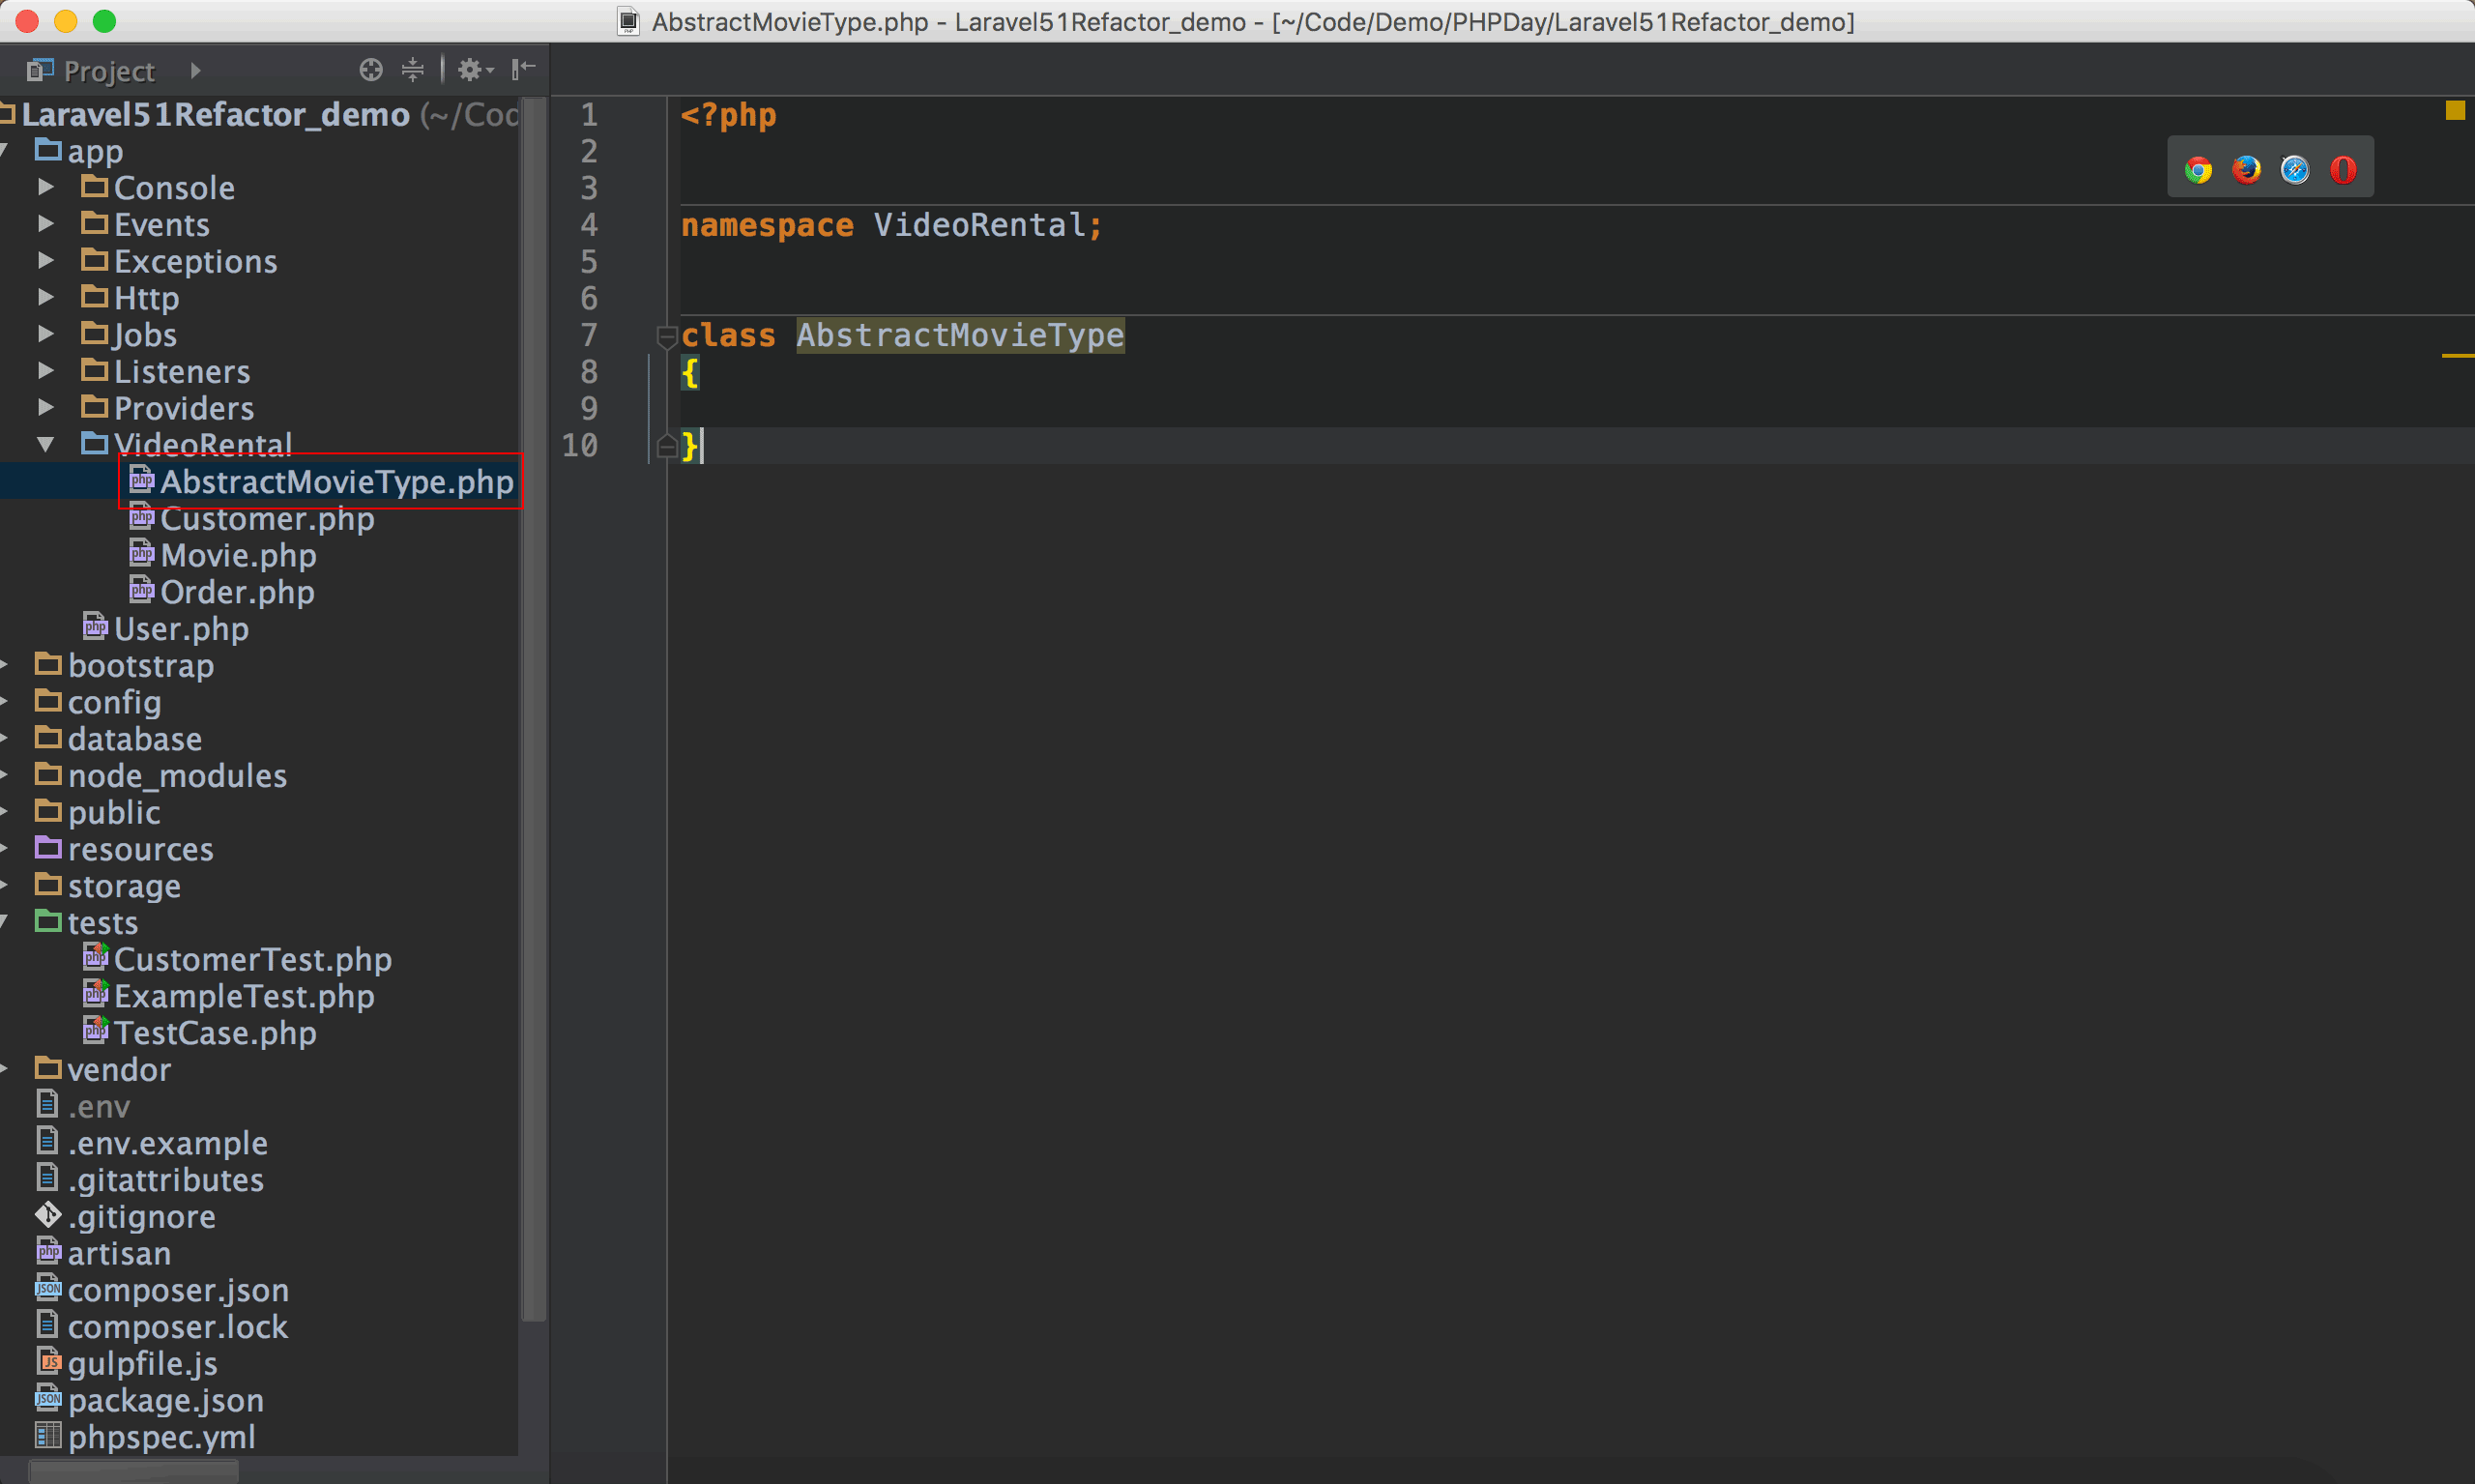 AbstractMovieType.php - Laravel51Refactor_demo - [~/Code/Demo/PHPDay/Laravel51Refactor_demo]
Project
Laravel51Refactor_demo (~/Cod
app
Console
Events
Exceptions
Http
Jobs
Listeners
Providers
VideoRental
AbstractMovieType.php
Customer.php
Movie.php
Order.php
User.php
bootstrap
config
database
node_modules
public
resources
storage
tests
CustomerTest.php
ExampleTest.php
TestCase.php
vendor
.env
.env.example
.gitattributes
.gitignore
artisan
composer.json
composer.lock
gulpfile.js
package.json
phpspec.yml
1 <?php
2
3
4 namespace VideoRental;
5
6
7 class AbstractMovieType
8 {
9
10 }